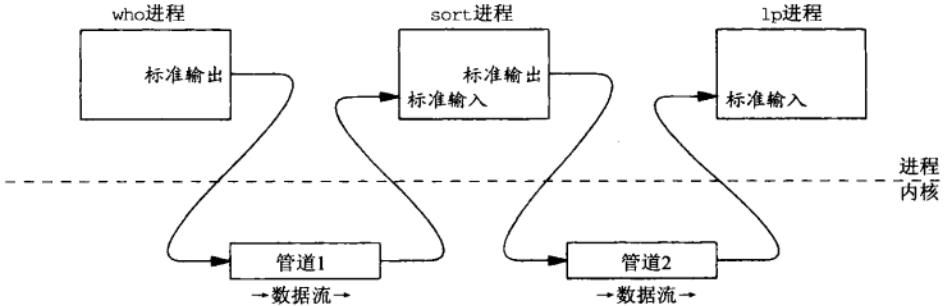 who进程
sort进程
lp进程
标准输出
标准输出
标准输入
标准输入
进程
内核
管道1
管道2
→数据流→
→数据流→